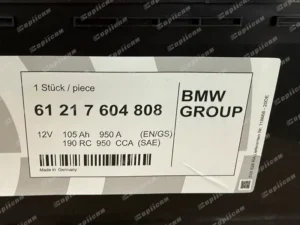 1 Stück / piece
61 21 7 604 808
12V 105 Ah 950 A (EN/GS)
190 RC 950 CCA (SAE)
Made in Germany
BMW
GROUP